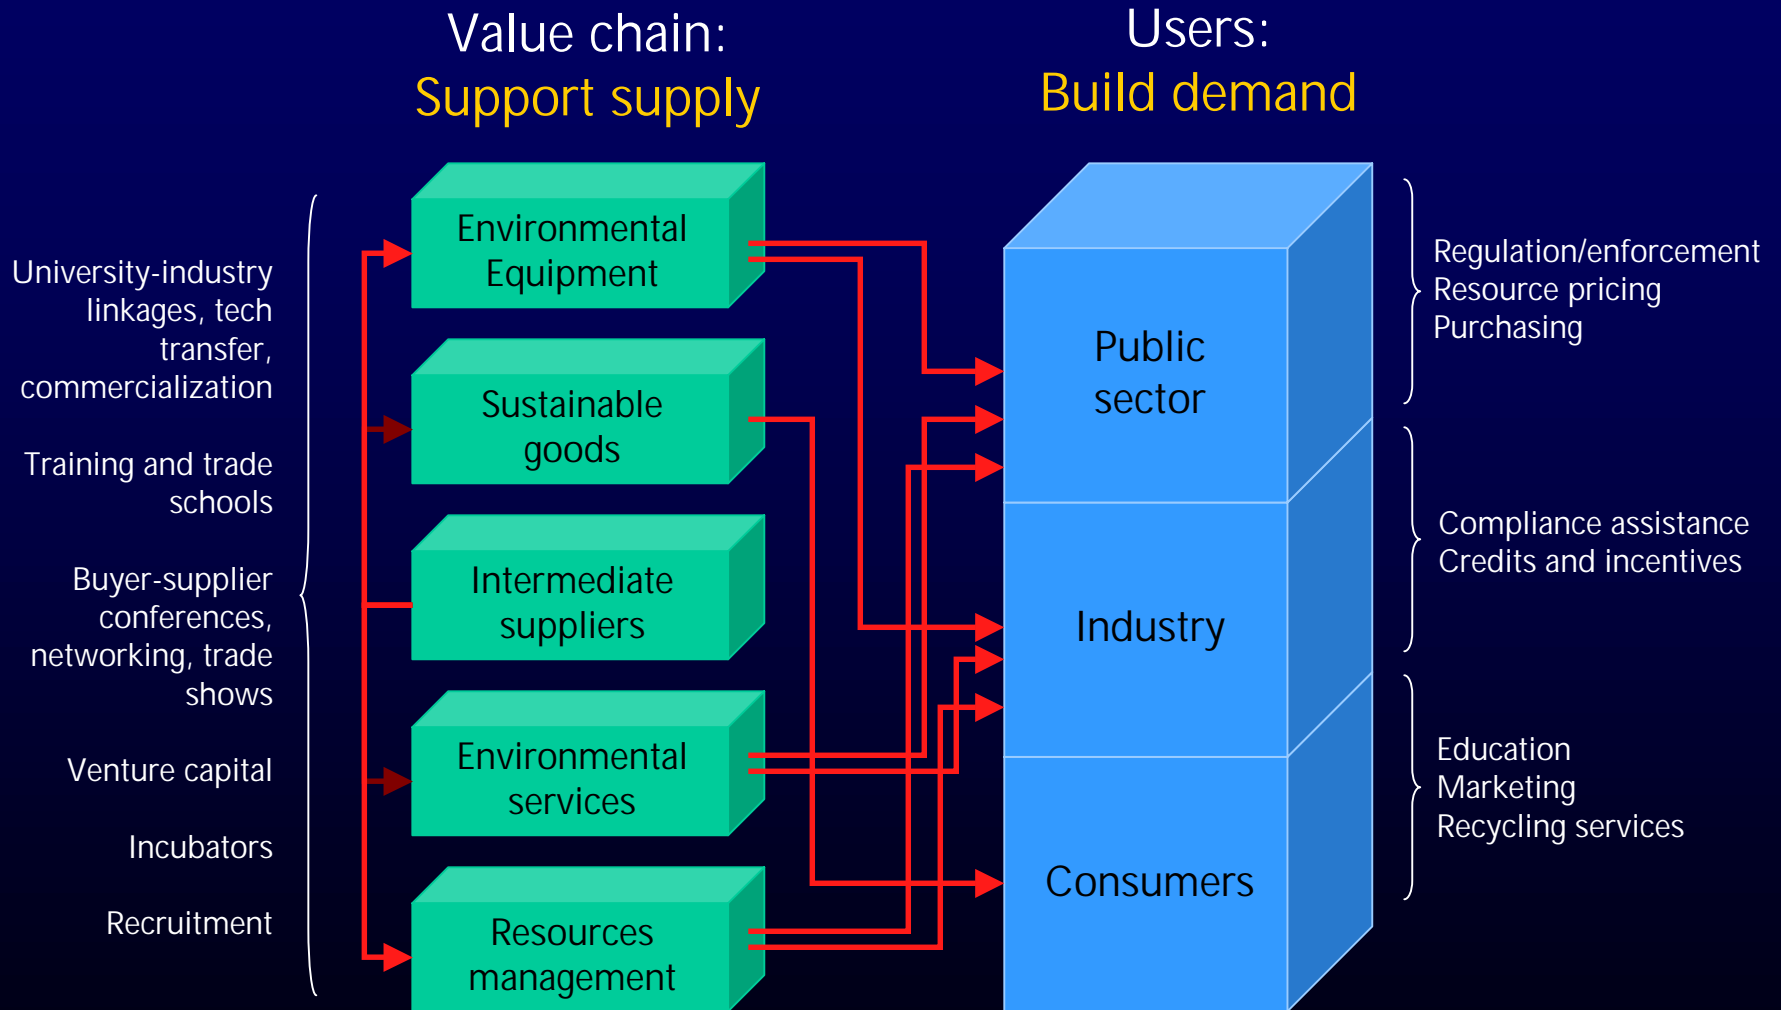 Value chain:
Support supply
Users:
Build demand
University-industry
linkages, tech
transfer,
commercialization
Training and trade
schools
Buyer-supplier
conferences,
networking, trade
shows
Venture capital
Incubators
Recruitment
Environmental
Equipment
Sustainable
goods
Intermediate
suppliers
Environmental
services
Resources
management
Public
sector
Industry
Consumers
Regulation/enforcement
Resource pricing
Purchasing
Compliance assistance
Credits and incentives
Education
Marketing
Recycling services